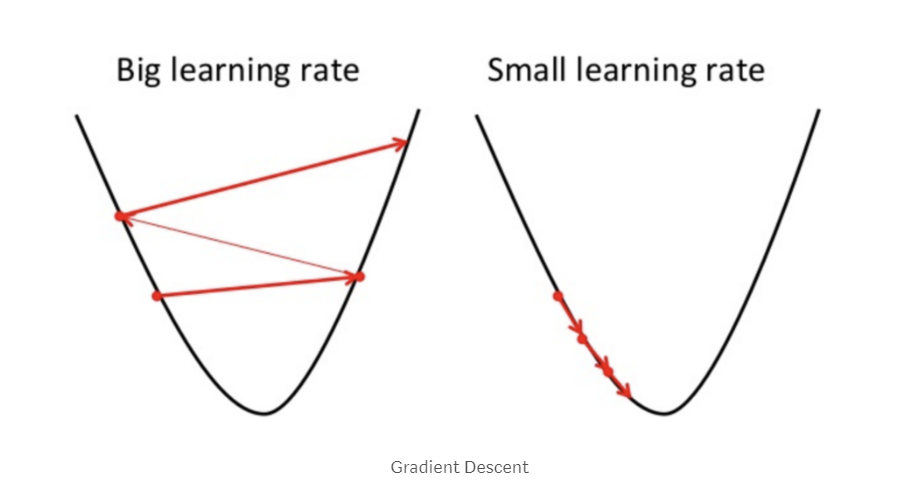 Big learning rate
Small learning rate
Gradient Descent